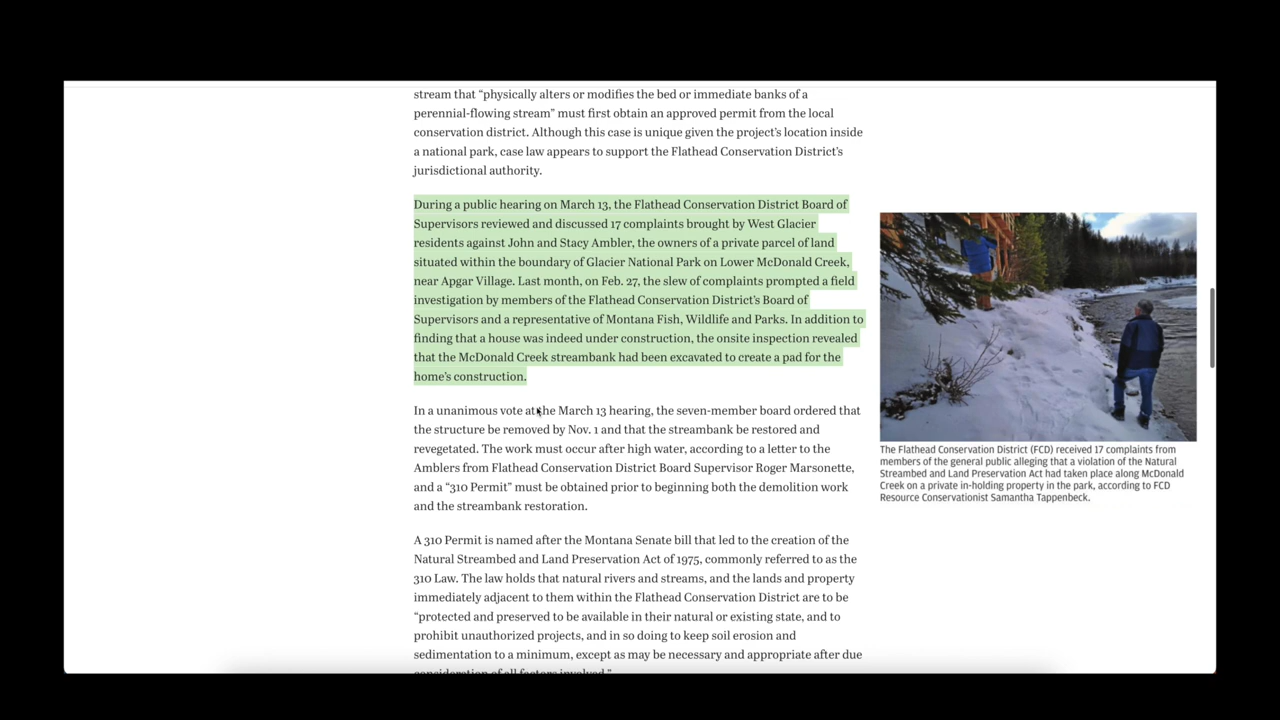 stream that “physically alters or modifies the bed or immediate banks of a
perennial-flowing stream” must first obtain an approved permit from the local
conservation district. Although this case is unique given the project’s location inside
a national park, case law appears to support the Flathead Conservation District’s
jurisdictional authority.
During a public hearing on March 13, the Flathead Conservation District Board of
Supervisors reviewed and discussed 17 complaints brought by West Glacier
residents against John and Stacy Ambler, the owners of a private parcel of land
situated within the boundary of Glacier National Park on Lower McDonald Creek,
near Apgar Village. Last month, on Feb. 27, the slew of complaints prompted a field
investigation by members of the Flathead Conservation District’s Board of
Supervisors and a representative of Montana Fish, Wildlife and Parks. In addition to
finding that a house was indeed under construction, the onsite inspection revealed
that the McDonald Creek streambank had been excavated to create a pad for the
home’s construction.
In a unanimous vote at the March 13 hearing, the seven-member board ordered that
the structure be removed by Nov. 1 and that the streambank be restored and
revegetated. The work must occur after high water, according to a letter to the
Amblers from Flathead Conservation District Board Supervisor Roger Marsonette,
and a “310 Permit” must be obtained prior to beginning both the demolition work
and the streambank restoration.
A 310 Permit is named after the Montana Senate bill that led to the creation of the
Natural Streambed and Land Preservation Act of 1975, commonly referred to as the
310 Law. The law holds that natural rivers and streams, and the lands and property
immediately adjacent to them within the Flathead Conservation District are to be
“protected and preserved to be available in their natural or existing state, and to
prohibit unauthorized projects, and in so doing to keep soil erosion and
sedimentation to a minimum, except as may be necessary and appropriate after due
consideration of all factors involved.”
The Flathead Conservation District (FCD) received 17 complaints from
members of the general public alleging that a violation of the Natural
Streambed and Land Preservation Act had taken place along McDonald
Creek on a private in-holding property in the park, according to FCD
Resource Conservationist Samantha Tappenbeck.